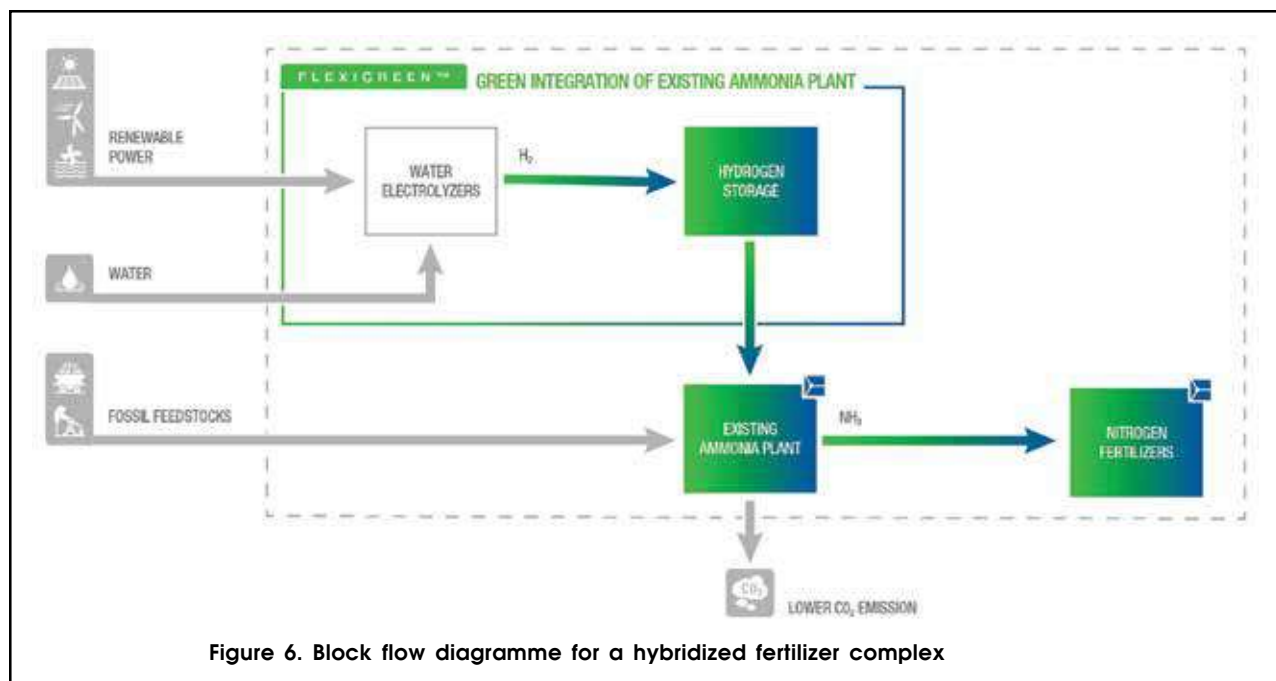 FLEXIGREEN™
GREEN INTEGRATION OF EXISTING AMMONIA PLANT
RENEWABLE
POWER
WATER
ELECTROLYZERS
H₂
HYDROGEN
STORAGE
WATER
FOSSIL FEEDSTOCKS
EXISTING
AMMONIA PLANT
NH₃
NITROGEN
FERTILIZERS
CO₂
LOWER CO₂ EMISSION
Figure 6. Block flow diagramme for a hybridized fertilizer complex